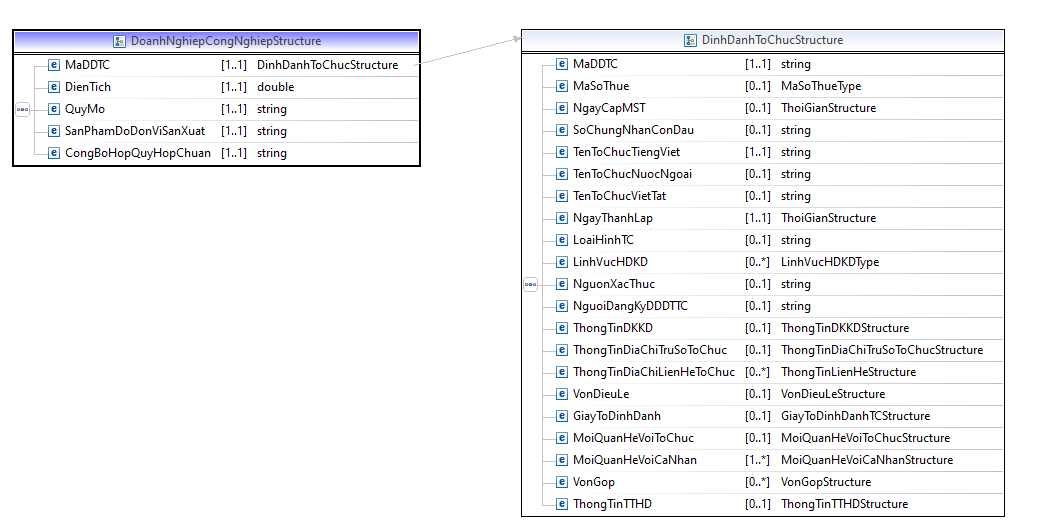 DoanhNghiepCongNghiepStructure
MaDDTC [1..1] DinhDanhToChucStructure
DienTich [1..1] double
QuyMo [1..1] string
SanPhamDoDonViSanXuat [1..1] string
CongBoHopQuyHopChuan [1..1] string
DinhDanhToChucStructure
MaDDTC [1..1] string
MaSoThue [0..1] MaSoThueType
NgayCapMST [0..1] ThoiGianStructure
SoChungNhanConDau [0..1] string
TenToChucTiengViet [1..1] string
TenToChucNuocNgoai [0..1] string
TenToChucVietTat [0..1] string
NgayThanhLap [1..1] ThoiGianStructure
LoaiHinhTC [0..1] string
LinhVucHDKD [0..*] LinhVucHDKDType
NguonXacThuc [0..1] string
NguoiDangKyDDDTTC [0..1] string
ThongTinDKKD [0..1] ThongTinDKKDStructure
ThongTinDiaChiTruSoToChuc [0..1] ThongTinDiaChiTruSoToChucStructure
ThongTinDiaChiLienHeToChuc [0..*] ThongTinLienHeStructure
VonDieuLe [0..1] VonDieuLeStructure
GiayToDinhDanh [0..1] GiayToDinhDanhTCStructure
MoiQuanHeVoiToChuc [0..1] MoiQuanHeVoiToChucStructure
MoiQuanHeVoiCaNhan [1..*] MoiQuanHeVoiCaNhanStructure
VonGop [0..*] VonGopStructure
ThongTinTTHD [0..1] ThongTinTTHDStructure